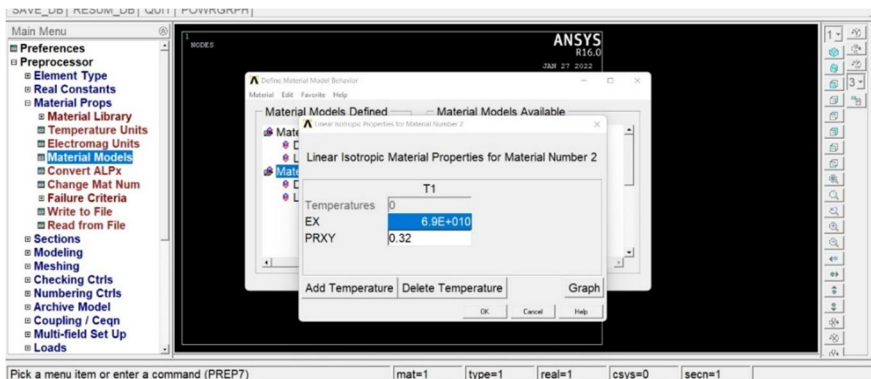 SAVE_DB RESUM_DB QUIT POWRGRPH
Main Menu
Preferences
Preprocessor
Element Type
Real Constants
Material Props
Material Library
Temperature Units
Electromag Units
Material Models
Convert ALPx
Change Mat Num
Failure Criteria
Write to File
Read from File
Sections
Modeling
Meshing
Checking Ctrls
Numbering Ctrls
Archive Model
Coupling / Ceqn
Multi-field Set Up
Loads
1
NODES
ANSYS
R16.0
JAN 27 2022
Define Material Model Behavior
Material Edit Favorite Help
Material Models Defined
Material Models Available
Mate
D
L
Mate
D
L
Linear Isotropic Properties for Material Number 2
Linear Isotropic Material Properties for Material Number 2
T1
Temperatures 0
EX 6.9E+010
PRXY 0.32
Add Temperature Delete Temperature Graph
OK Cancel Help
1
3
Pick a menu item or enter a command (PREP7) mat=1 type=1 real=1 csys=0 secn=1